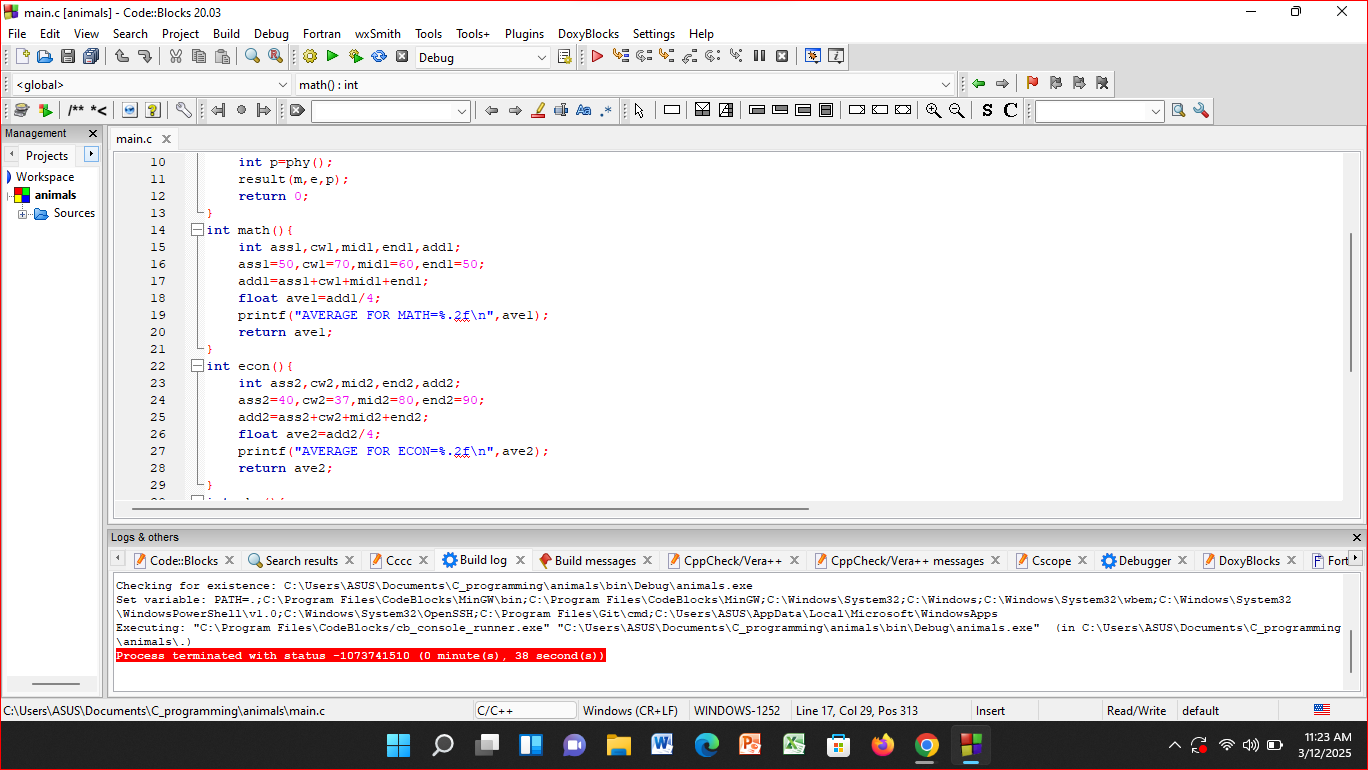 main.c [animals] - Code::Blocks 20.03
File Edit View Search Project Build Debug Fortran wxSmith Tools Tools+ Plugins DoxyBlocks Settings Help
Debug
<global> math() : int
/** *< Aa .* S C
Management
Projects
Workspace
animals
Sources
main.c
10 int p=phy();
11 result(m,e,p);
12 return 0;
13 }
14 int math(){
15 int ass1,cw1,mid1,end1,add1;
16 ass1=50,cw1=70,mid1=60,end1=50;
17 add1=ass1+cw1+mid1+end1;
18 float ave1=add1/4;
19 printf("AVERAGE FOR MATH=%.2f\n",ave1);
20 return ave1;
21 }
22 int econ(){
23 int ass2,cw2,mid2,end2,add2;
24 ass2=40,cw2=37,mid2=80,end2=90;
25 add2=ass2+cw2+mid2+end2;
26 float ave2=add2/4;
27 printf("AVERAGE FOR ECON=%.2f\n",ave2);
28 return ave2;
29 }
Logs & others
Code::Blocks Search results Cccc Build log Build messages CppCheck/Vera++ CppCheck/Vera++ messages Cscope Debugger DoxyBlocks Fort
Checking for existence: C:\Users\ASUS\Documents\C_programming\animals\bin\Debug\animals.exe
Set variable: PATH=.;C:\Program Files\CodeBlocks\MinGW\bin;C:\Program Files\CodeBlocks\MinGW;C:\Windows\System32;C:\Windows;C:\Windows\System32\wbem;C:\Windows\System32
\WindowsPowerShell\v1.0;C:\Windows\System32\OpenSSH;C:\Program Files\Git\cmd;C:\Users\ASUS\AppData\Local\Microsoft\WindowsApps
Executing: "C:\Program Files\CodeBlocks/cb_console_runner.exe" "C:\Users\ASUS\Documents\C_programming\animals\bin\Debug\animals.exe" (in C:\Users\ASUS\Documents\C_programming
\animals\.)
Process terminated with status -1073741510 (0 minute(s), 38 second(s))
C:\Users\ASUS\Documents\C_programming\animals\main.c C/C++ Windows (CR+LF) WINDOWS-1252 Line 17, Col 29, Pos 313 Insert Read/Write default
11:23 AM
3/12/2025